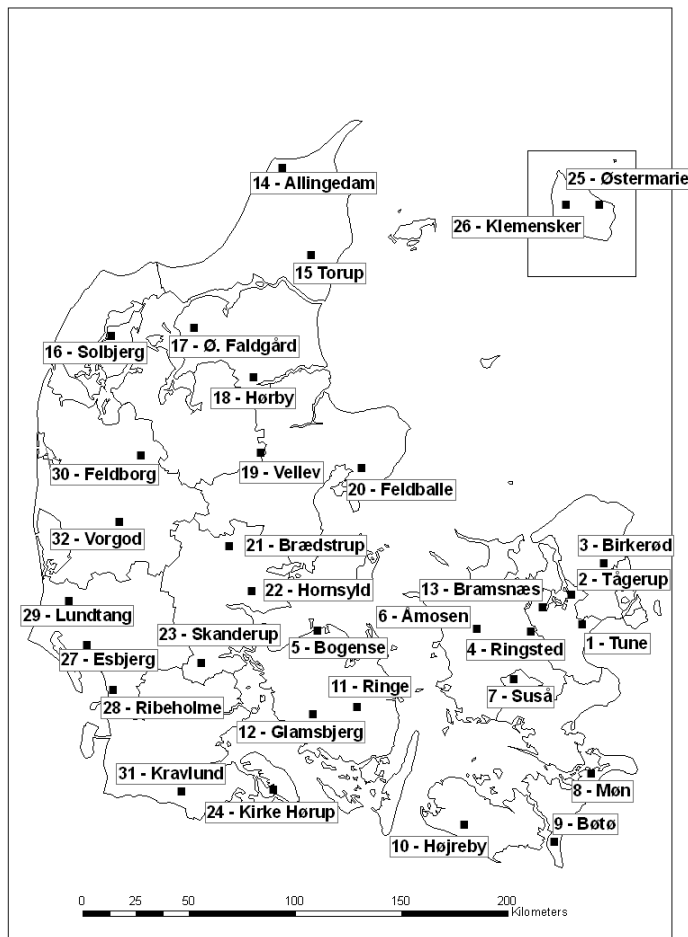 14 - Allingedam
25 - Østermarie
26 - Klemensker
15 Torup
16 - Solbjerg
17 - Ø. Faldgård
18 - Hørby
30 - Feldborg
19 - Vellev
20 - Feldballe
32 - Vorgod
21 - Brædstrup
3 - Birkerød
2 - Tågerup
22 - Hornsyld
13 - Bramsnæs
29 - Lundtang
6 - Åmosen
23 - Skanderup
5 - Bogense
4 - Ringsted
1 - Tune
27 - Esbjerg
11 - Ringe
7 - Suså
28 - Ribeholme
12 - Glamsbjerg
31 - Kravlund
8 - Møn
24 - Kirke Hørup
9 - Bøtø
10 - Højreby
0 50 100 150 200
Kilometers